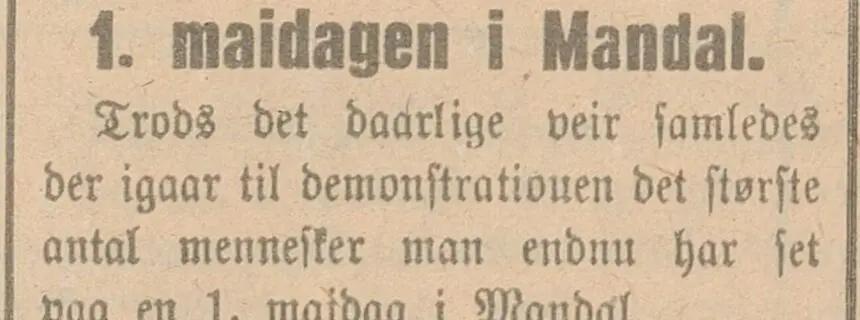 1. maidagen i Mandal.
Trods det daarlige veir samledes
der igaar til demonstrationen det største
antal mennesker man endnu har set
paa en 1. maidag i Mandal